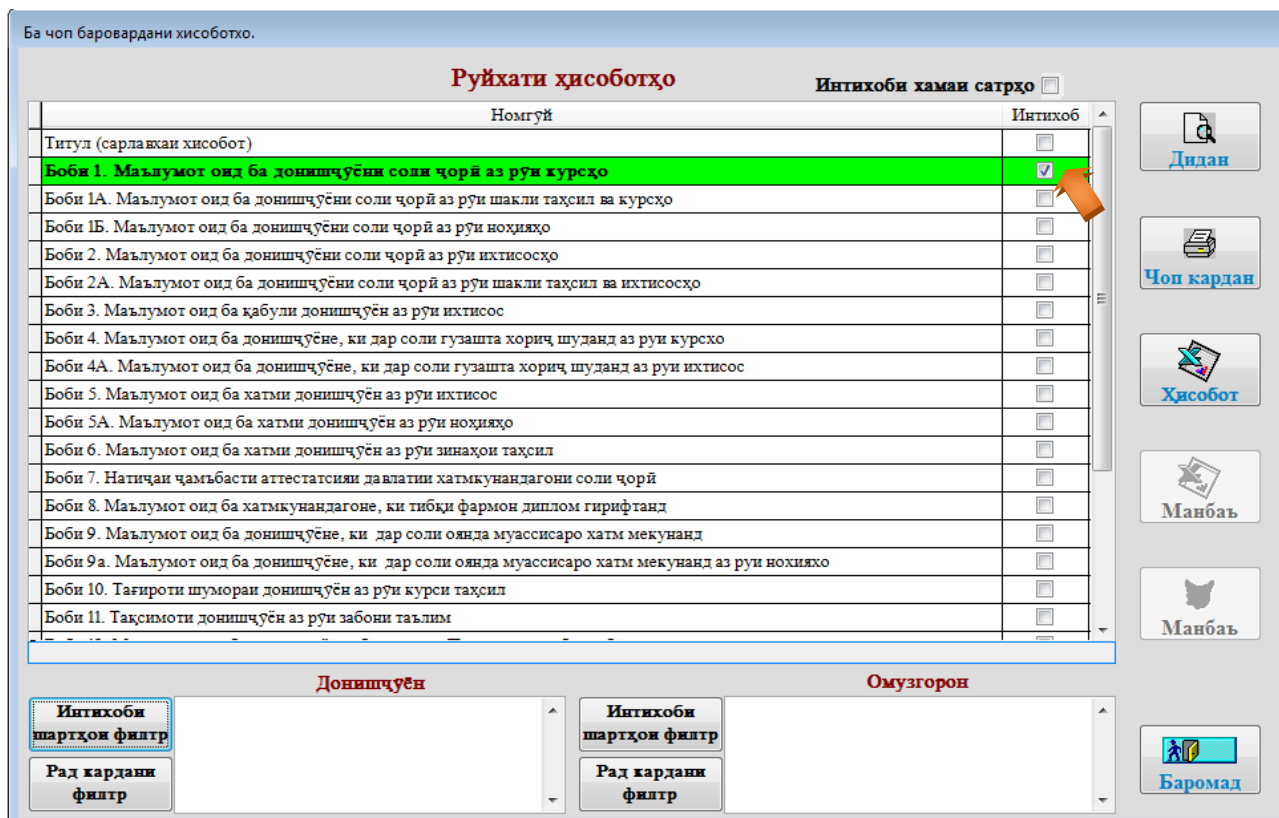 Ба чоп баровардани хисоботхо.
Руйхати ҳисоботҳо
Интихоби хамаи сатрҳо
Номгӯй Интихоб
Титул (сарлавхаи хисобот)
Боби 1. Маълумот оид ба донишҷӯёни соли ҷорӣ аз рӯи курсҳо
Боби 1А. Маълумот оид ба донишҷӯёни соли ҷорӣ аз рӯи шакли таҳсил ва курсҳо
Боби 1Б. Маълумот оид ба донишҷӯёни соли ҷорӣ аз рӯи ноҳияҳо
Боби 2. Маълумот оид ба донишҷӯёни соли ҷорӣ аз рӯи ихтисосҳо
Боби 2А. Маълумот оид ба донишҷӯёни соли ҷорӣ аз рӯи шакли таҳсил ва ихтисосҳо
Боби 3. Маълумот оид ба қабули донишҷӯён аз рӯи ихтисос
Боби 4. Маълумот оид ба донишҷӯёне, ки дар соли гузашта хориҷ шуданд аз руи курсхо
Боби 4А. Маълумот оид ба донишҷӯёне, ки дар соли гузашта хориҷ шуданд аз руи ихтисос
Боби 5. Маълумот оид ба хатми донишҷӯён аз рӯи ихтисос
Боби 5А. Маълумот оид ба хатми донишҷӯён аз рӯи ноҳияҳо
Боби 6. Маълумот оид ба хатми донишҷӯён аз рӯи зинаҳои таҳсил
Боби 7. Натиҷаи ҷамъбасти аттестатсияи давлатии хатмкунандагони соли ҷорӣ
Боби 8. Маълумот оид ба хатмкунандагоне, ки тибқи фармон диплом гирифтанд
Боби 9. Маълумот оид ба донишҷӯёне, ки дар соли оянда муассисаро хатм мекунанд
Боби 9а. Маълумот оид ба донишҷӯёне, ки дар соли оянда муассисаро хатм мекунанд аз руи нохияхо
Боби 10. Тағироти шумораи донишҷӯён аз рӯи курси таҳсил
Боби 11. Тақсимоти донишҷӯён аз рӯи забони таълим
Дидан
Чоп кардан
Ҳисобот
Манбаъ
Манбаъ
Донишҷӯён
Интихоби
шартҳои филтр
Рад кардани
филтр
Омузгорон
Интихоби
шартҳои филтр
Рад кардани
филтр
Баромад